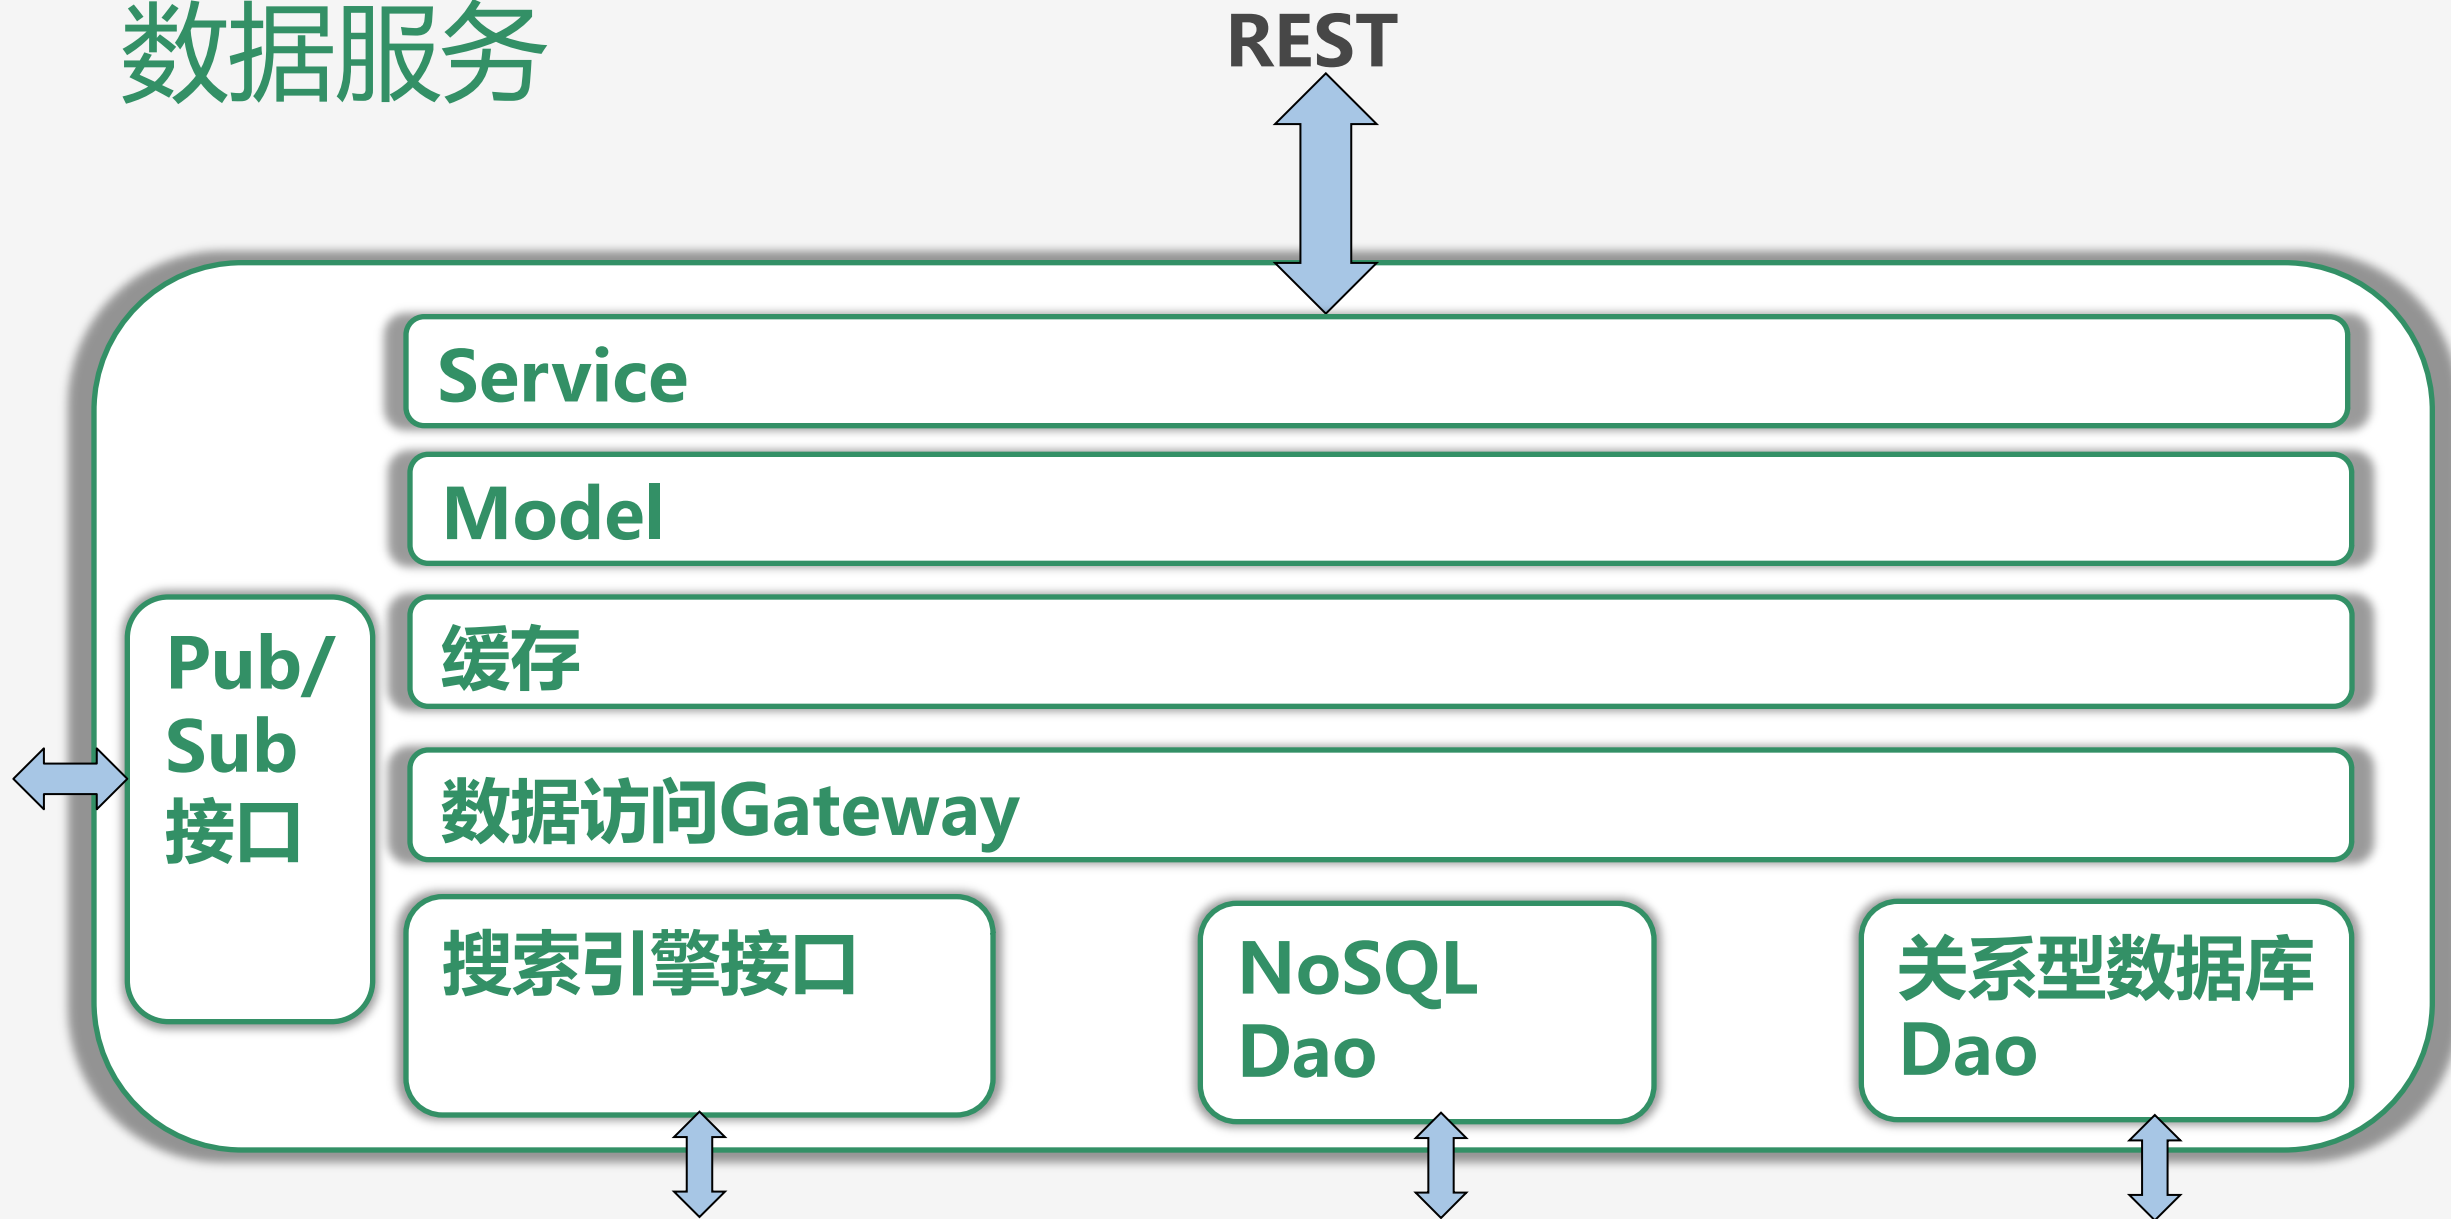 数据服务
REST
Service
Model
缓存
数据访问Gateway
Pub/
Sub
接口
搜索引擎接口
NoSQL
Dao
关系型数据库
Dao